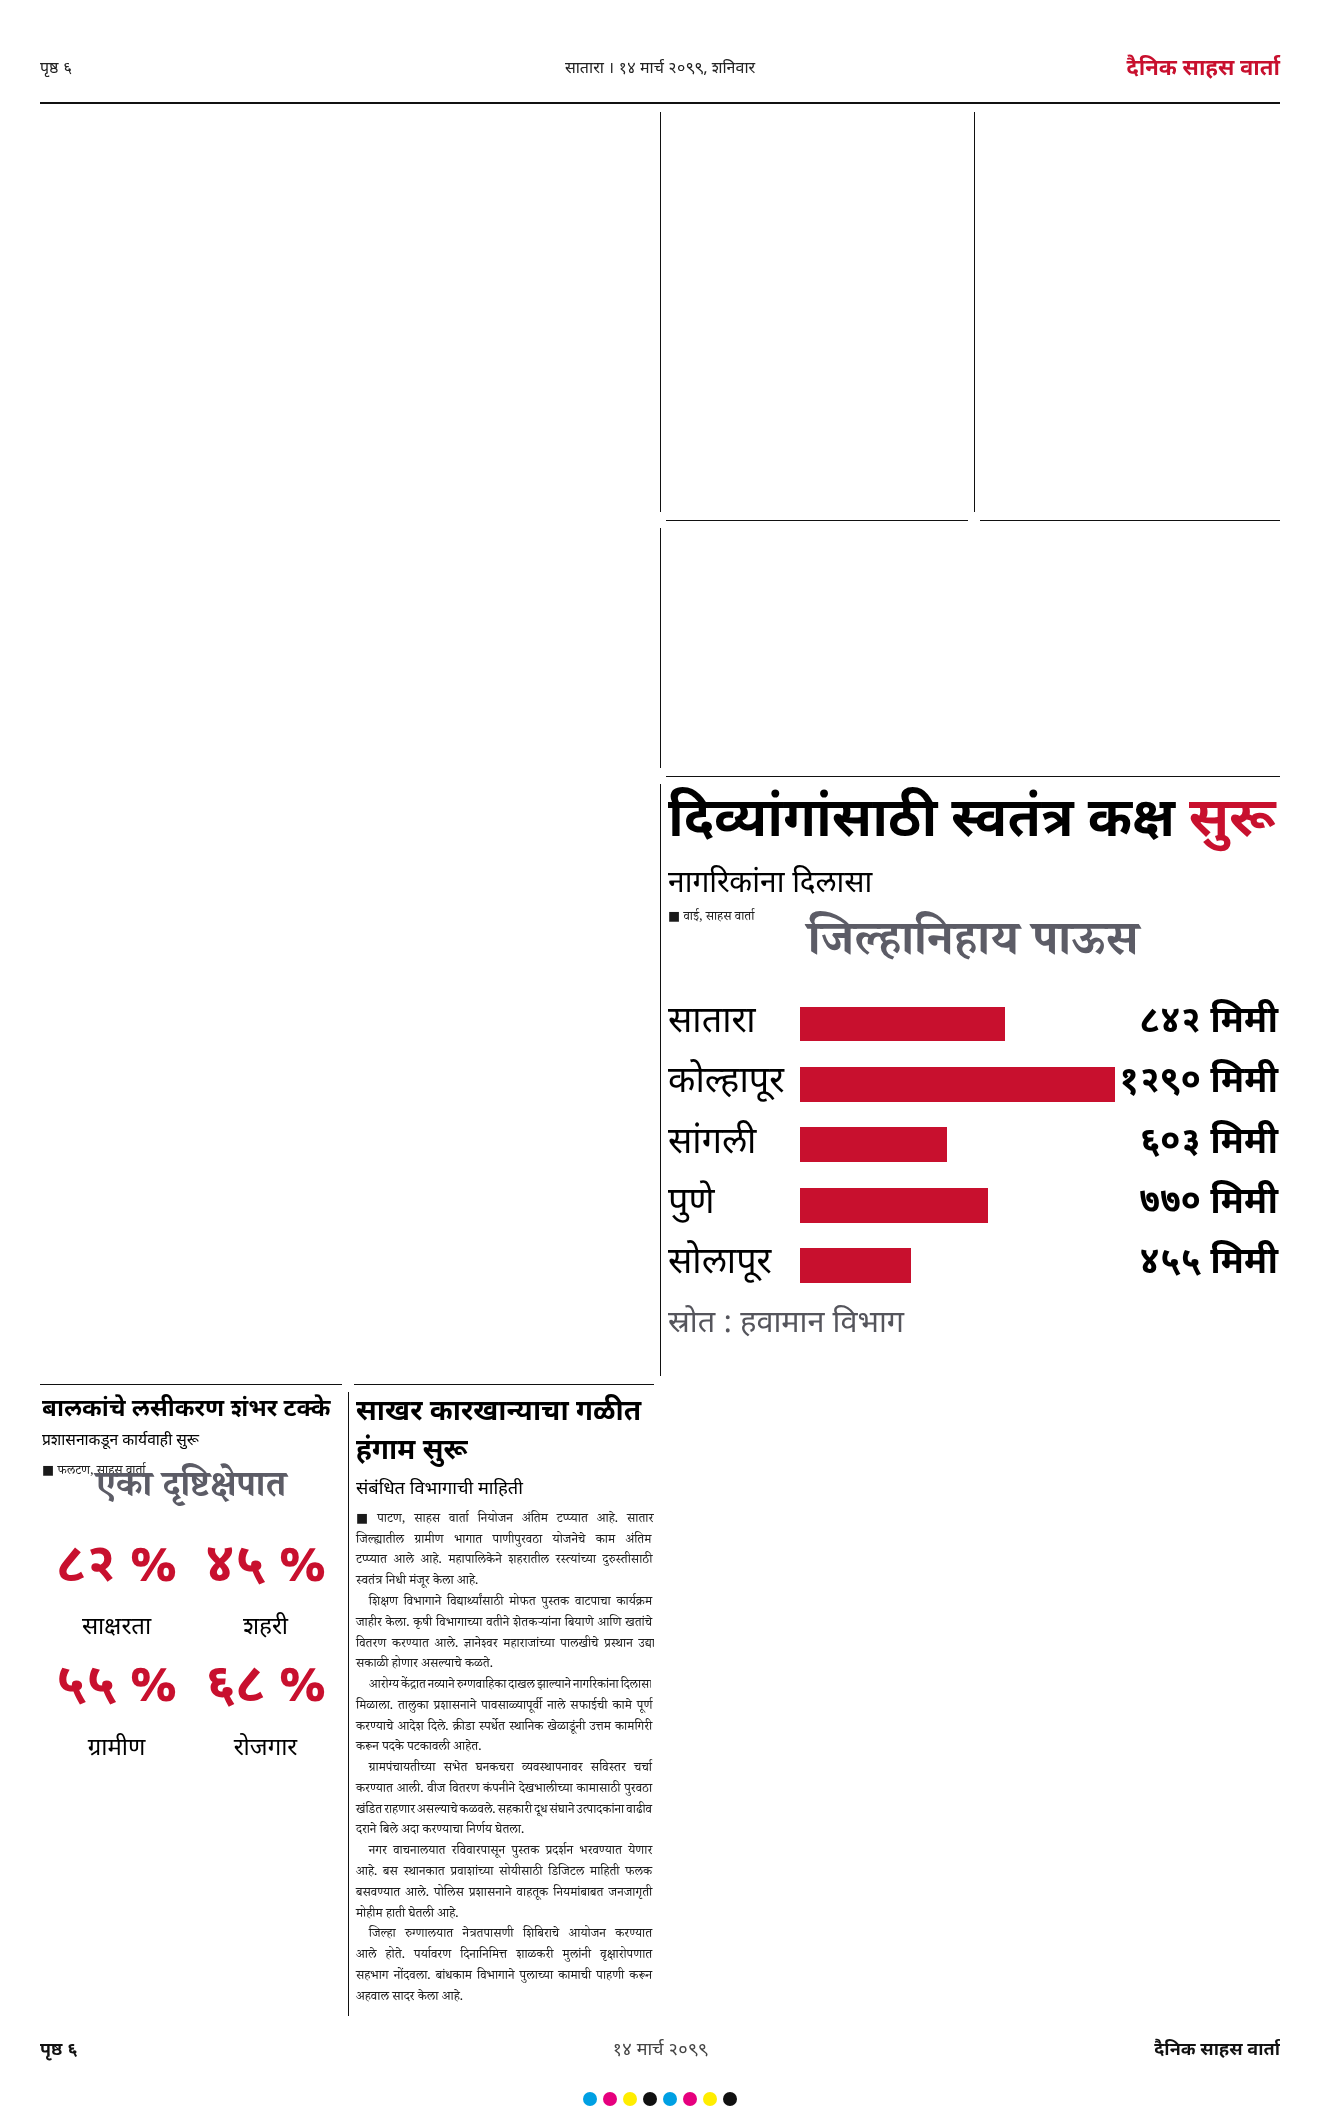 पृष्ठ ६
सातारा । १४ मार्च २०९९, शनिवार
दैनिक साहस वार्ता
दिव्यांगांसाठी स्वतंत्र कक्ष सुरू
नागरिकांना दिलासा
■ वाई, साहस वार्ता
जिल्हानिहाय पाऊस
सातारा ८४२ मिमी
कोल्हापूर १२९० मिमी
सांगली ६०३ मिमी
पुणे ७७० मिमी
सोलापूर ४५५ मिमी
स्रोत : हवामान विभाग
बालकांचे लसीकरण शंभर टक्के
प्रशासनाकडून कार्यवाही सुरू
■ फलटण, साहस वार्ता
एका दृष्टिक्षेपात
८२ % ४५ %
साक्षरता शहरी
५५ % ६८ %
ग्रामीण रोजगार
साखर कारखान्याचा गळीत
हंगाम सुरू
संबंधित विभागाची माहिती
■ पाटण, साहस वार्ता नियोजन अंतिम टप्प्यात आहे. सातार
जिल्ह्यातील ग्रामीण भागात पाणीपुरवठा योजनेचे काम अंतिम
टप्प्यात आले आहे. महापालिकेने शहरातील रस्त्यांच्या दुरुस्तीसाठी
स्वतंत्र निधी मंजूर केला आहे.
शिक्षण विभागाने विद्यार्थ्यांसाठी मोफत पुस्तक वाटपाचा कार्यक्रम
जाहीर केला. कृषी विभागाच्या वतीने शेतकऱ्यांना बियाणे आणि खतांचे
वितरण करण्यात आले. ज्ञानेश्वर महाराजांच्या पालखीचे प्रस्थान उद्या
सकाळी होणार असल्याचे कळते.
आरोग्य केंद्रात नव्याने रुग्णवाहिका दाखल झाल्याने नागरिकांना दिलासा
मिळाला. तालुका प्रशासनाने पावसाळ्यापूर्वी नाले सफाईची कामे पूर्ण
करण्याचे आदेश दिले. क्रीडा स्पर्धेत स्थानिक खेळाडूंनी उत्तम कामगिरी
करून पदके पटकावली आहेत.
ग्रामपंचायतीच्या सभेत घनकचरा व्यवस्थापनावर सविस्तर चर्चा
करण्यात आली. वीज वितरण कंपनीने देखभालीच्या कामासाठी पुरवठा
खंडित राहणार असल्याचे कळवले. सहकारी दूध संघाने उत्पादकांना वाढीव
दराने बिले अदा करण्याचा निर्णय घेतला.
नगर वाचनालयात रविवारपासून पुस्तक प्रदर्शन भरवण्यात येणार
आहे. बस स्थानकात प्रवाशांच्या सोयीसाठी डिजिटल माहिती फलक
बसवण्यात आले. पोलिस प्रशासनाने वाहतूक नियमांबाबत जनजागृती
मोहीम हाती घेतली आहे.
जिल्हा रुग्णालयात नेत्रतपासणी शिबिराचे आयोजन करण्यात
आले होते. पर्यावरण दिनानिमित्त शाळकरी मुलांनी वृक्षारोपणात
सहभाग नोंदवला. बांधकाम विभागाने पुलाच्या कामाची पाहणी करून
अहवाल सादर केला आहे.
पृष्ठ ६
१४ मार्च २०९९
दैनिक साहस वार्ता